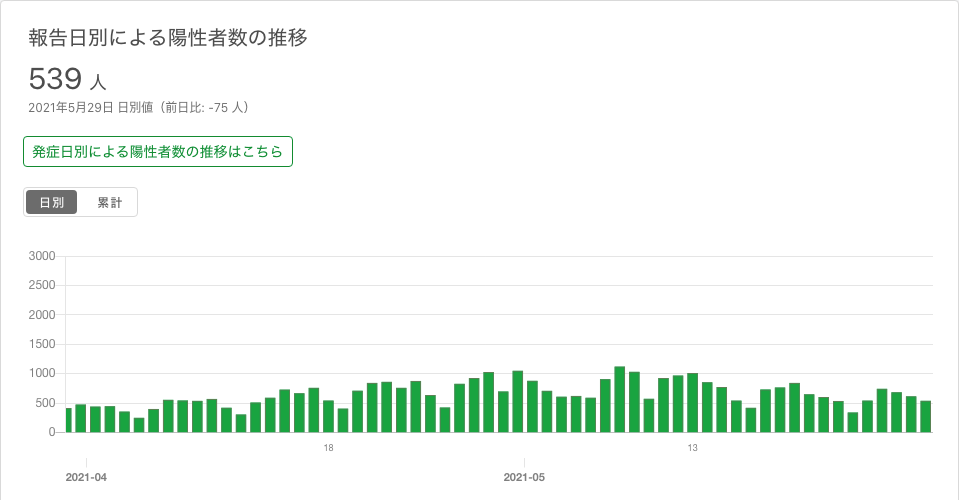 報告日別による陽性者数の推移
539 人
2021年5月29日 日別値（前日比: -75 人）
発症日別による陽性者数の推移はこちら
日別 累計
3000
2500
2000
1500
1000
500
0
18 13
2021-04 2021-05